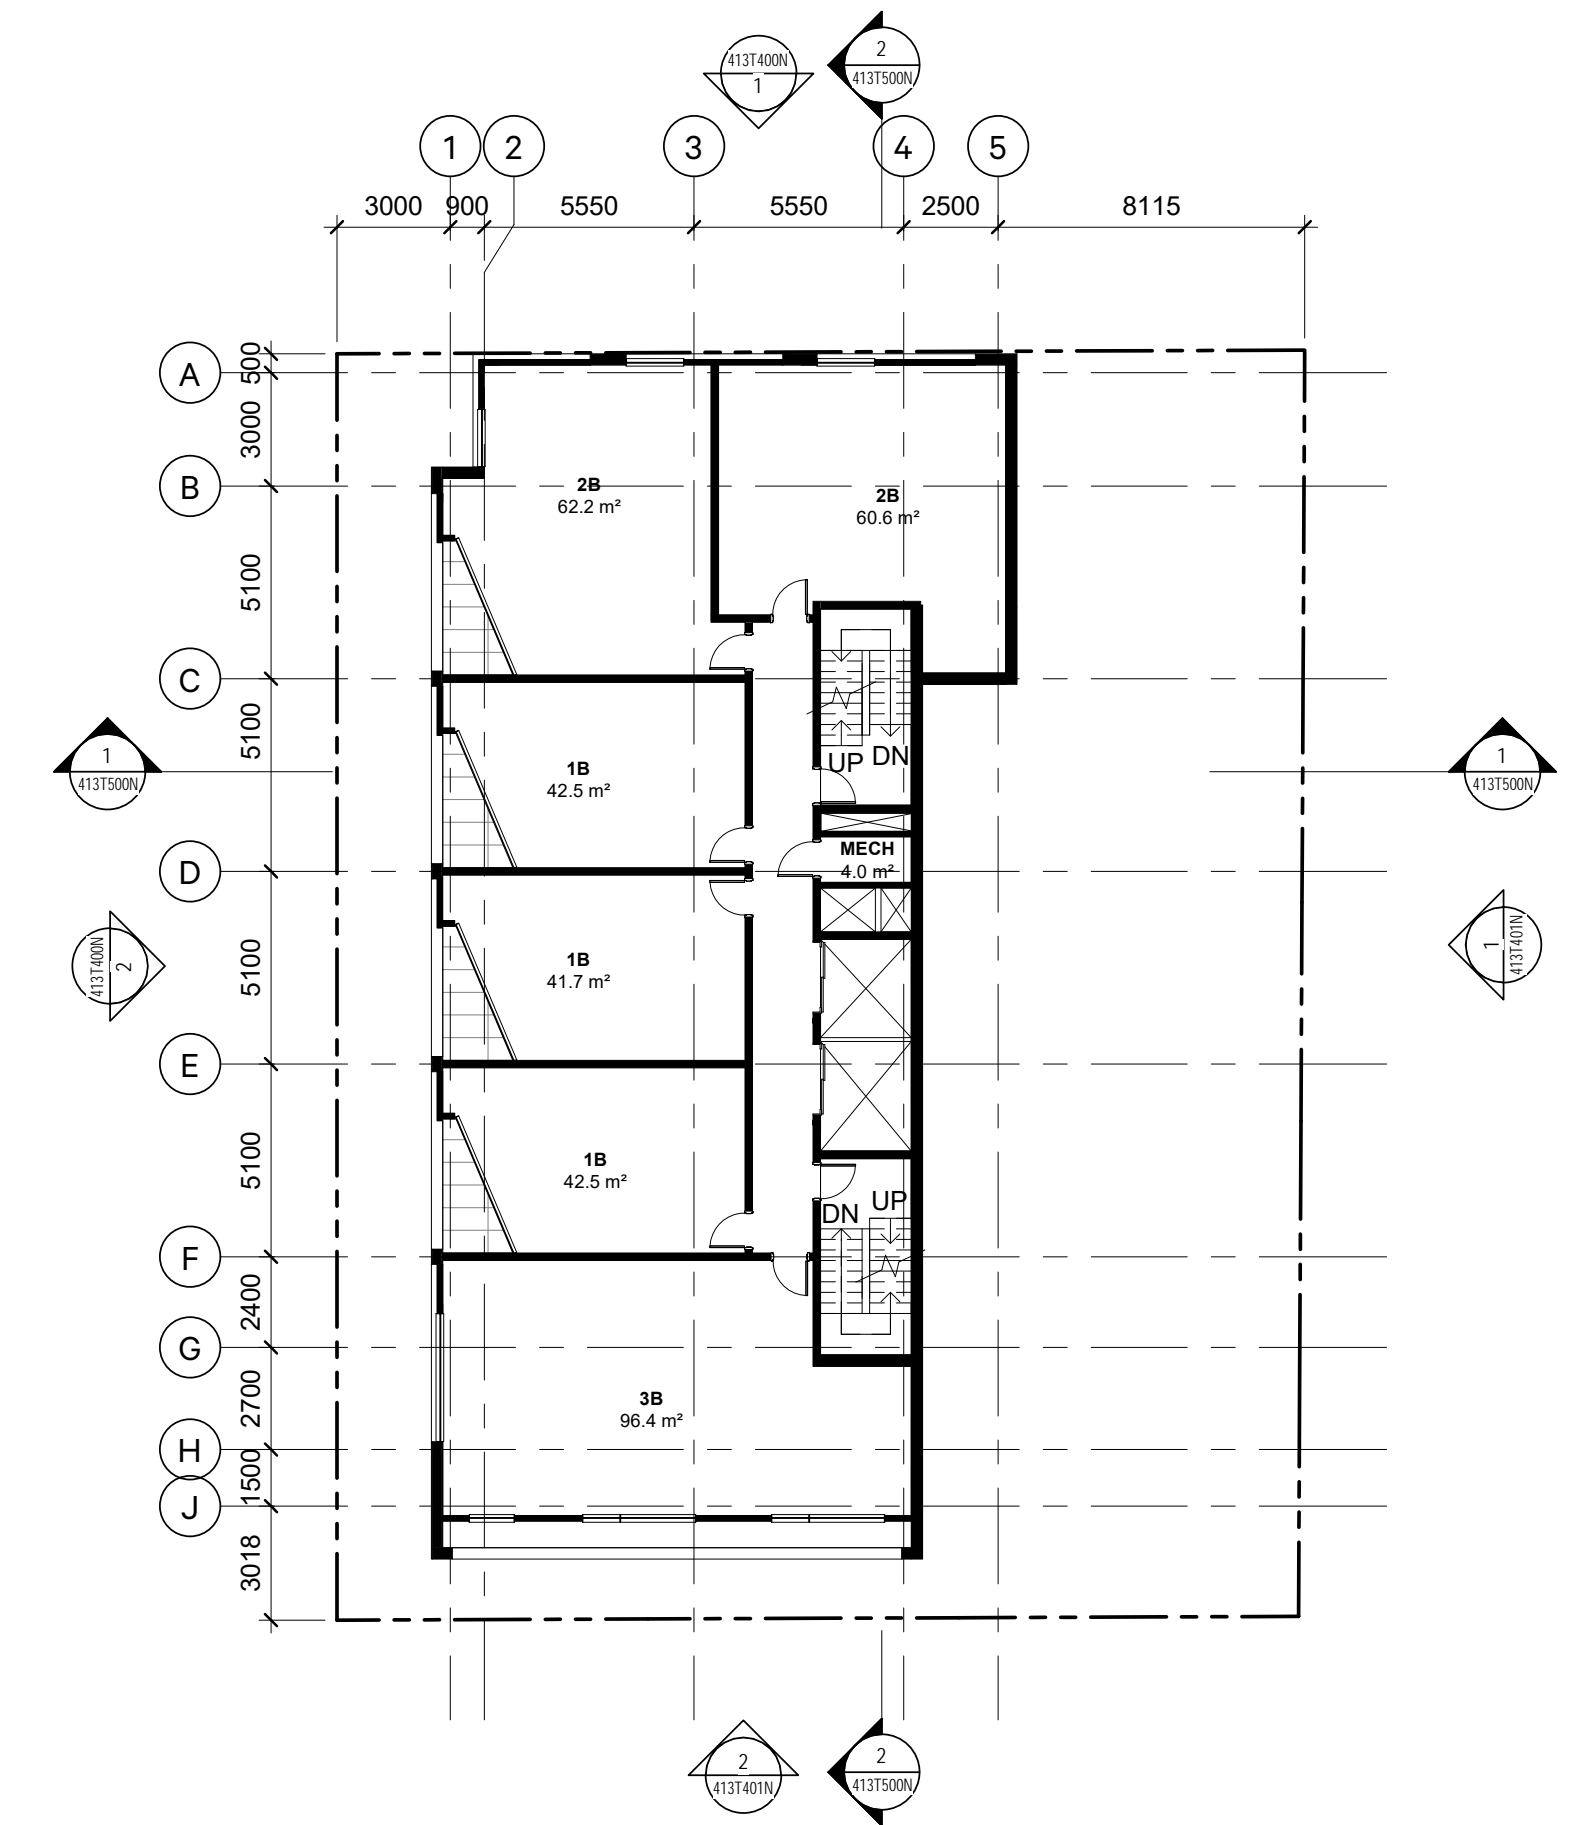 413T400N
1
2
413T500N
1
2
3
4
5
3000
900
5550
5550
2500
8115
A
500
3000
B
2B
62.2 m²
2B
60.6 m²
5100
C
5100
1
413T500N
UP
DN
1B
42.5 m²
1
413T500N
D
MECH
4.0 m²
413T400N
2
5100
1B
41.7 m²
1
413T401N
E
5100
1B
42.5 m²
DN
UP
F
2400
G
2700
3B
96.4 m²
H
1500
J
3018
2
413T401N
2
413T500N